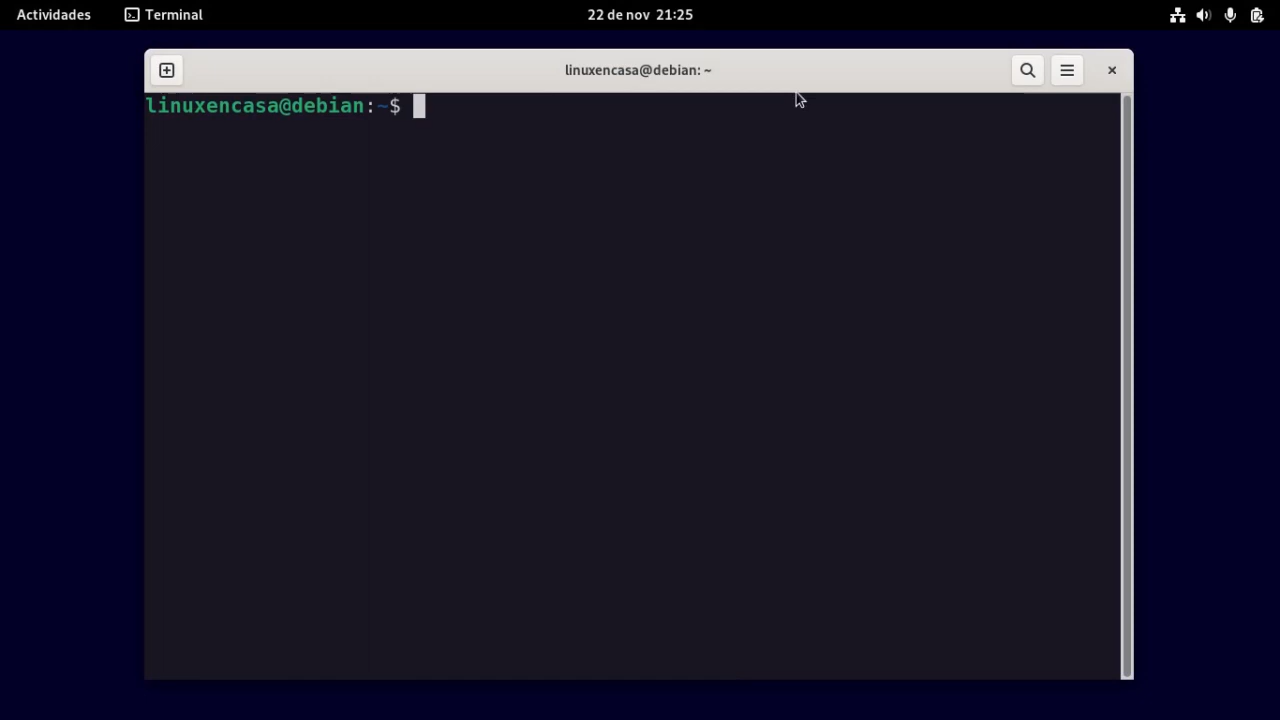 Actividades Terminal 22 de nov 21:25
linuxencasa@debian: ~
linuxencasa@debian:~$